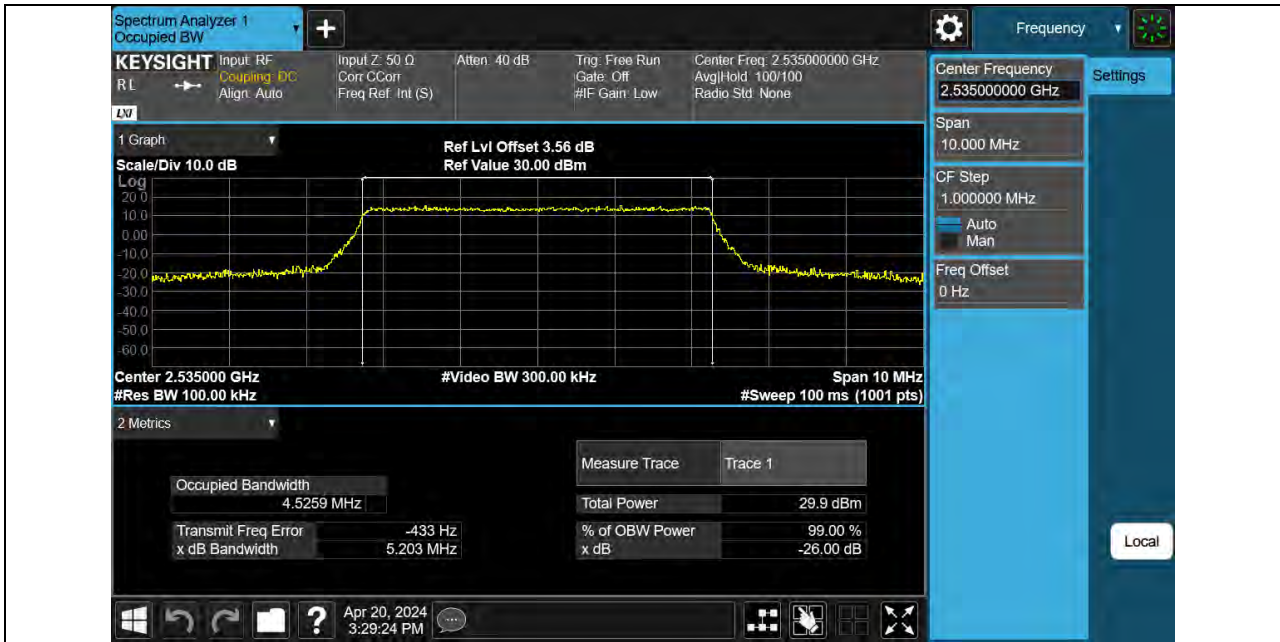 Spectrum Analyzer 1
Occupied BW
Frequency
KEYSIGHT
RL
LXI
Input: RF
Coupling: DC
Align: Auto
Input Z: 50 Ω
Corr CCorr
Freq Ref: Int (S)
Atten: 40 dB
Trig: Free Run
Gate: Off
#IF Gain: Low
Center Freq: 2.535000000 GHz
Avg|Hold: 100/100
Radio Std: None
Center Frequency
2.535000000 GHz
Settings
Span
10.000 MHz
CF Step
1.000000 MHz
Auto
Man
Freq Offset
0 Hz
Local
1 Graph
Scale/Div 10.0 dB
Ref Lvl Offset 3.56 dB
Ref Value 30.00 dBm
Log
20.0
10.0
0.00
-10.0
-20.0
-30.0
-40.0
-50.0
-60.0
Center 2.535000 GHz
#Video BW 300.00 kHz
Span 10 MHz
#Res BW 100.00 kHz
#Sweep 100 ms (1001 pts)
2 Metrics
Measure Trace
Trace 1
Occupied Bandwidth
4.5259 MHz
Total Power
29.9 dBm
Transmit Freq Error
-433 Hz
% of OBW Power
99.00 %
x dB Bandwidth
5.203 MHz
x dB
-26.00 dB
Apr 20, 2024
3:29:24 PM